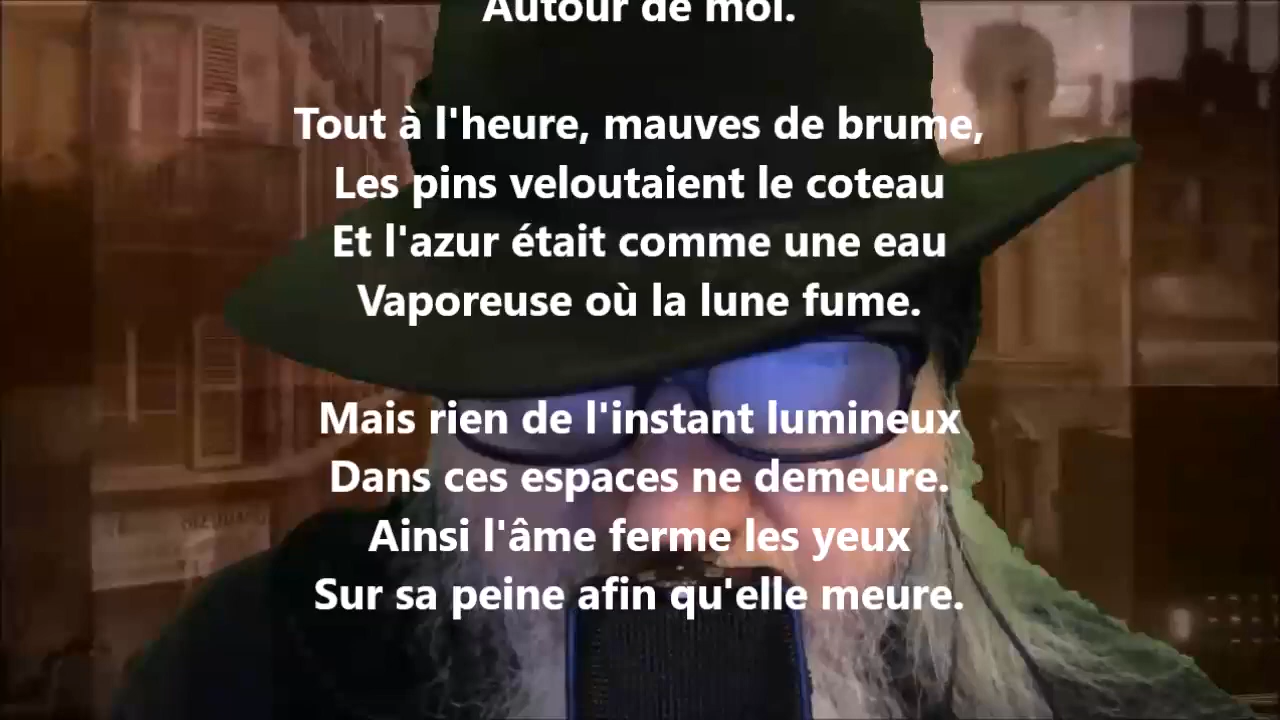 Autour de moi.
Tout à l'heure, mauves de brume,
Les pins veloutaient le coteau
Et l'azur était comme une eau
Vaporeuse où la lune fume.
Mais rien de l'instant lumineux
Dans ces espaces ne demeure.
Ainsi l'âme ferme les yeux
Sur sa peine afin qu'elle meure.